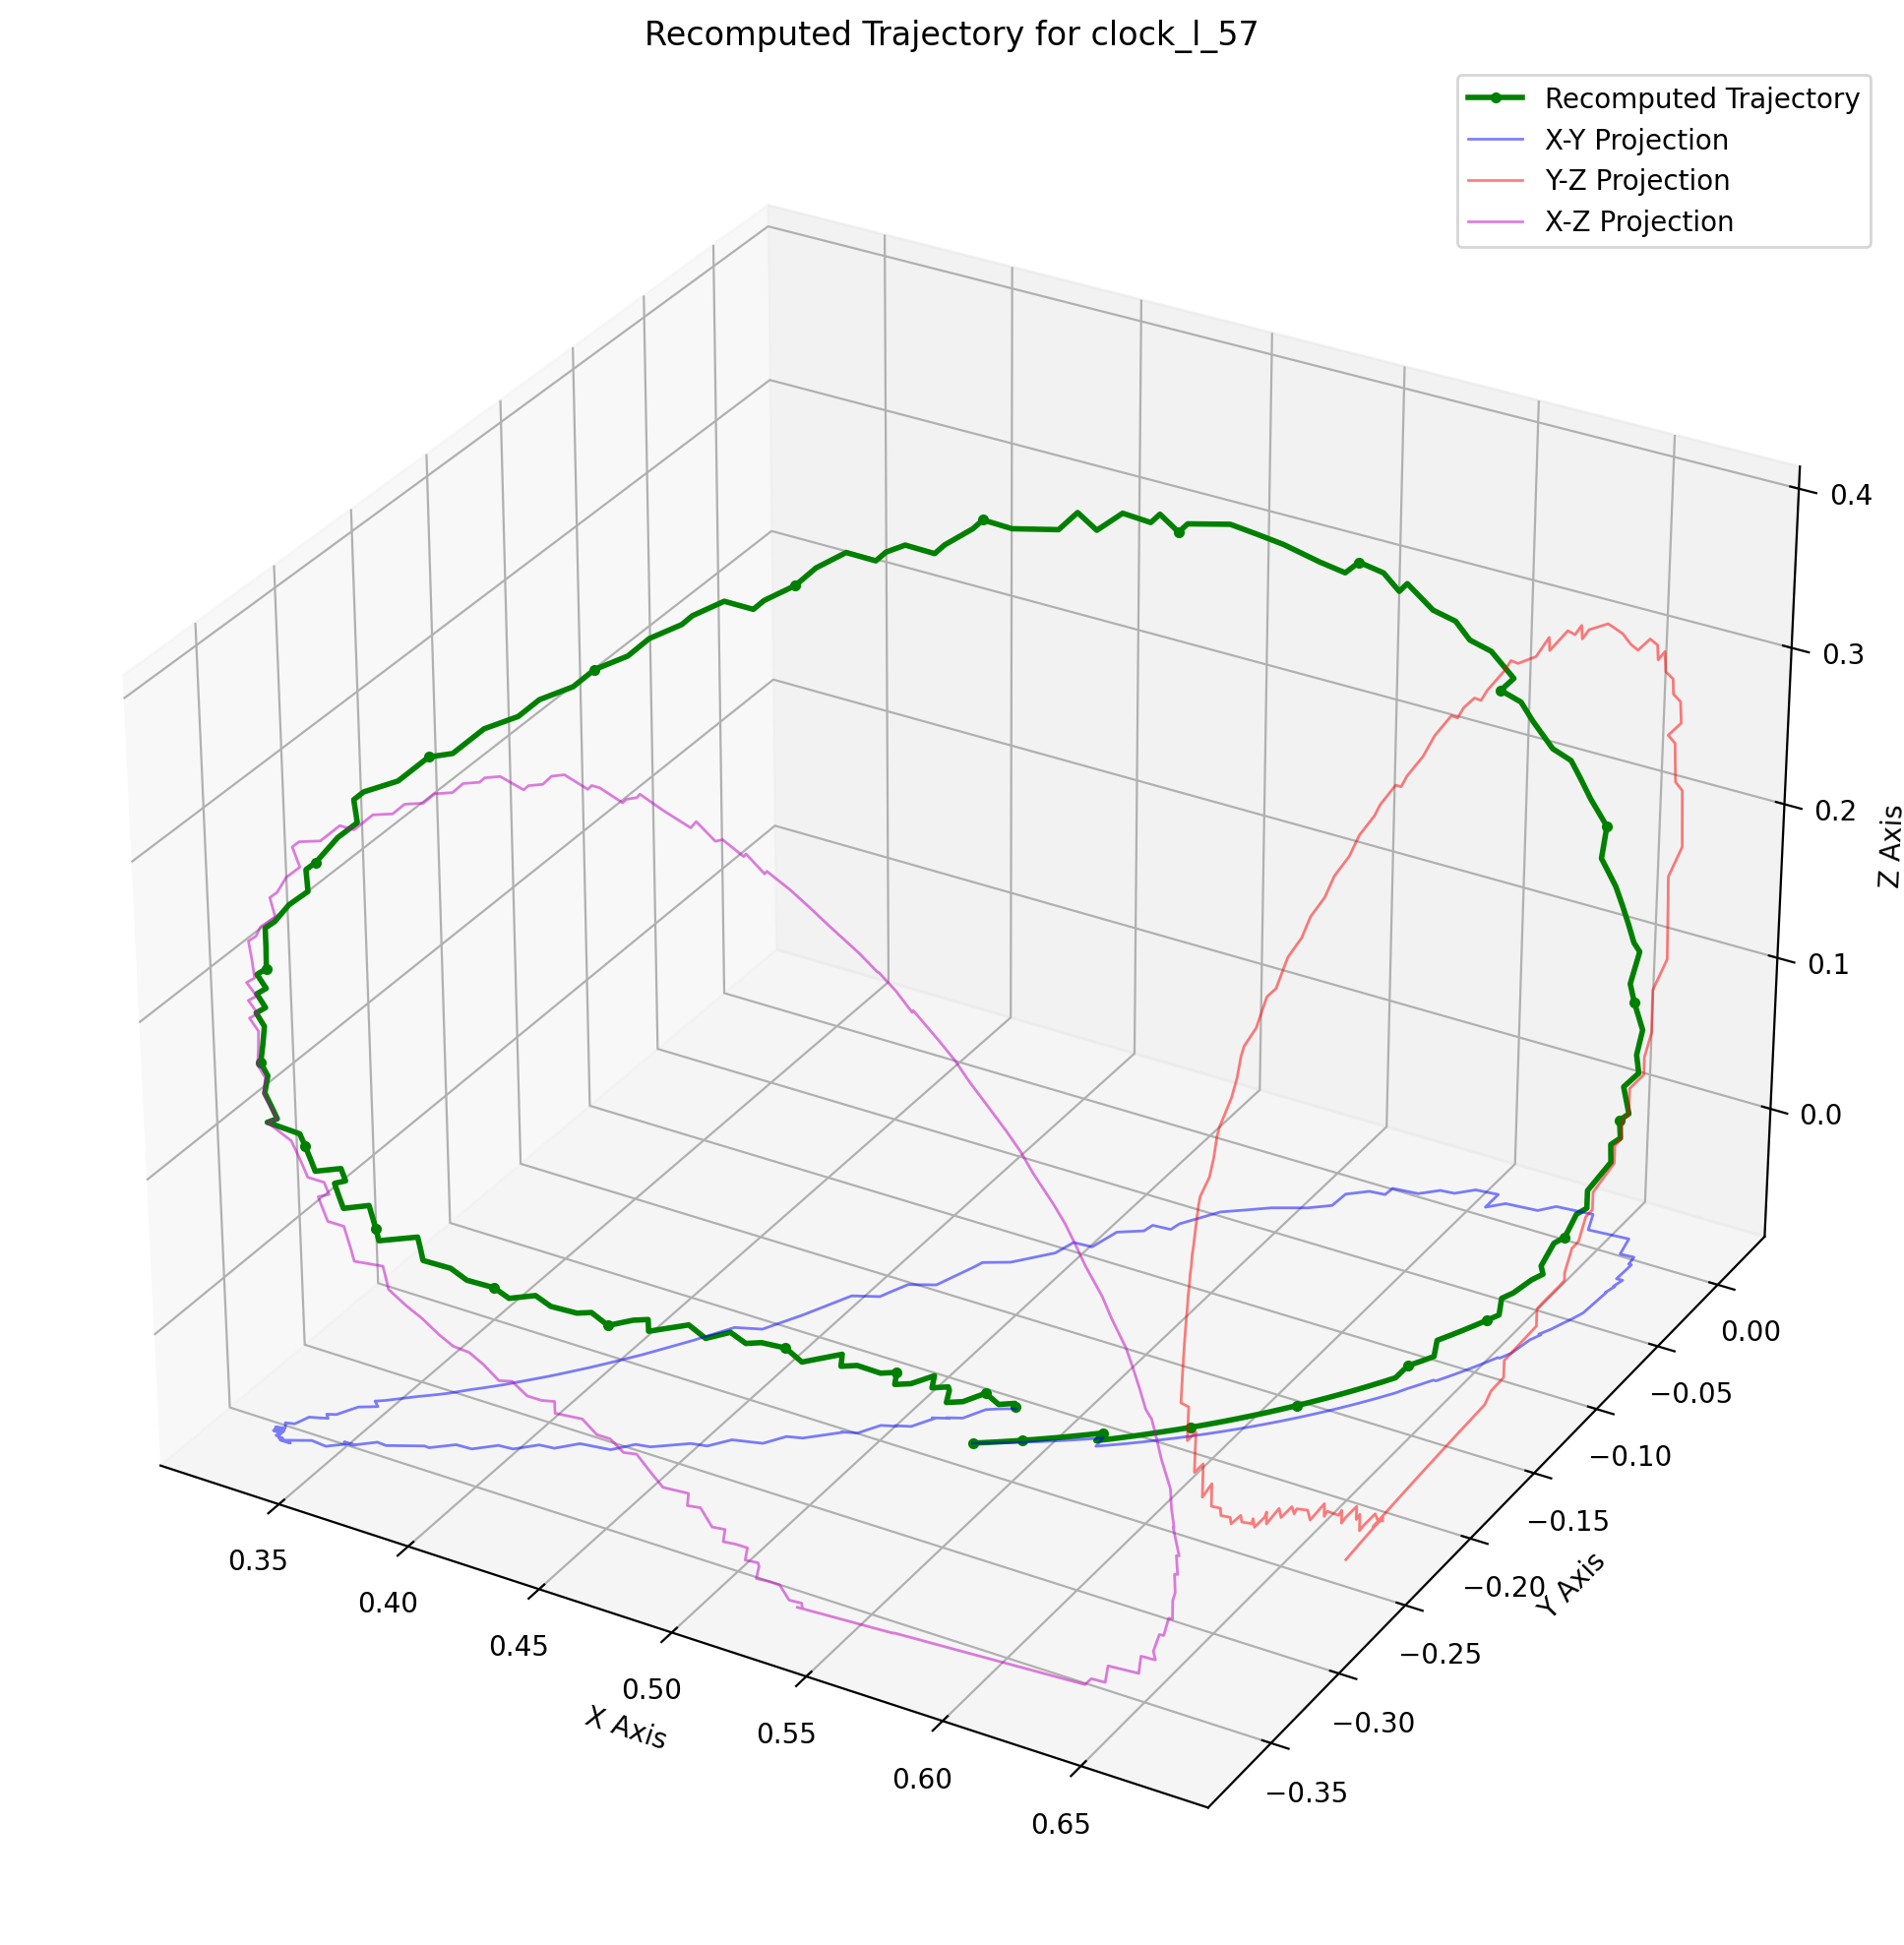 Recomputed Trajectory for clock_l_57
Recomputed Trajectory
X-Y Projection
Y-Z Projection
X-Z Projection
0.4
0.3
0.2
0.1
0.0
Z Axis
0.00
−0.05
−0.10
−0.15
−0.20
−0.25
−0.30
−0.35
Y Axis
0.35
0.40
0.45
0.50
0.55
0.60
0.65
X Axis